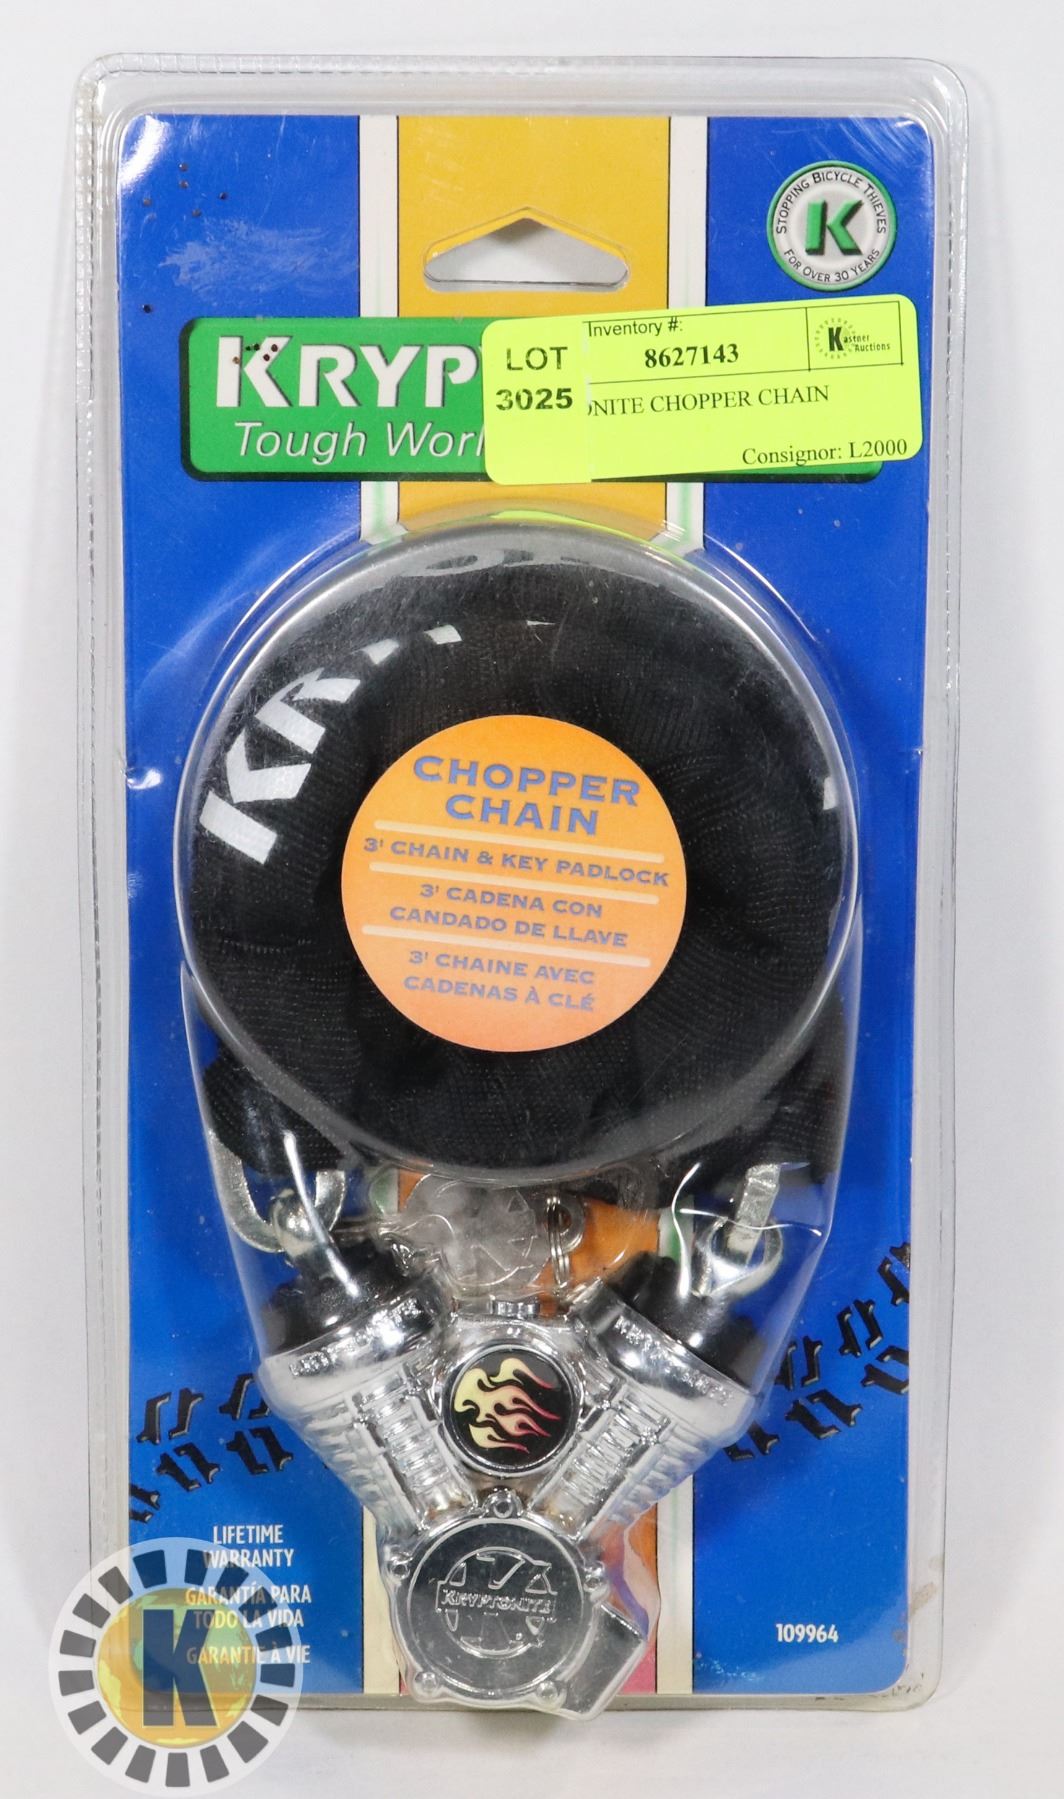 STOPPING BICYCLE THIEVES
K
FOR OVER 30 YEARS
Inventory #:
LOT
8627143
Kastner
Auctions
3025
ONITE CHOPPER CHAIN
Consignor: L2000
KRYP
Tough Worl
KR
CHOPPER
CHAIN
3' CHAIN & KEY PADLOCK
3' CADENA CON
CANDADO DE LLAVE
3' CHAINE AVEC
CADENAS À CLÉ
KRYPTONITE
LIFETIME
WARRANTY
GARANTÍA PARA
TODO LA VIDA
GARANTIE À VIE
109964
K